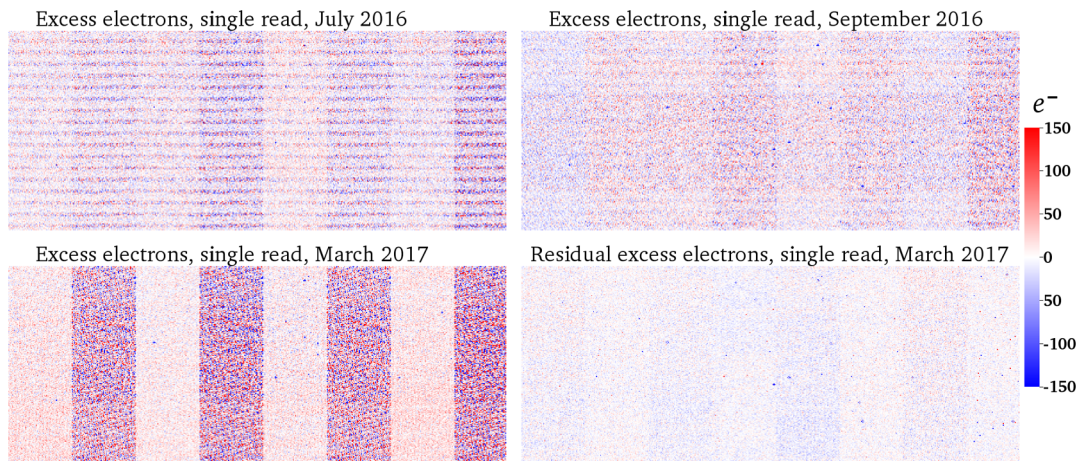 Excess electrons, single read, July 2016
Excess electrons, single read, September 2016
e−
150
100
50
0
-50
-100
-150
Excess electrons, single read, March 2017
Residual excess electrons, single read, March 2017